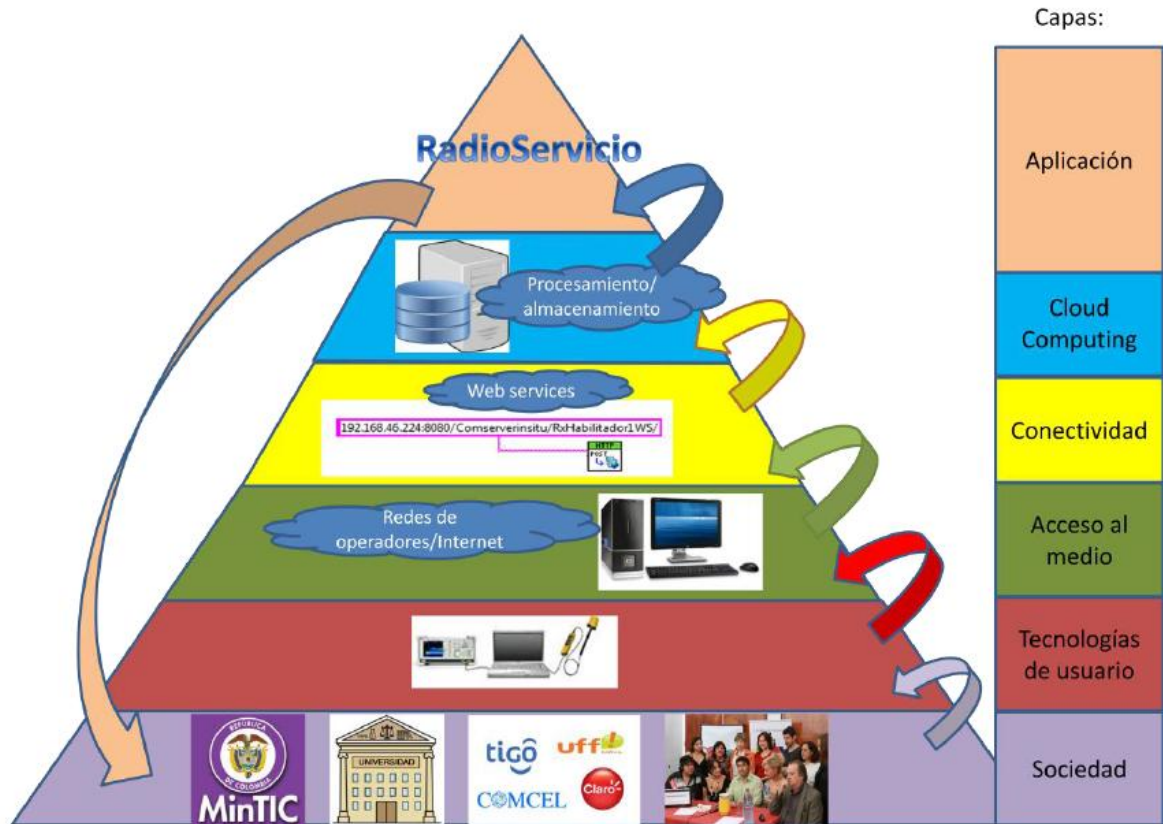 Capas:
RadioServicio
Aplicación
Procesamiento/
almacenamiento
Cloud
Computing
Web services
192.168.46.224:8080/Comserverinsitu/RxHabilitador1WS/
HTTP
POST
Conectividad
Redes de
operadores/Internet
Acceso al
medio
Tecnologías
de usuario
REPUBLICA
DE COLOMBIA
MinTIC
UNIVERSIDAD
tigo
uff!
COMCEL
Claro
Sociedad